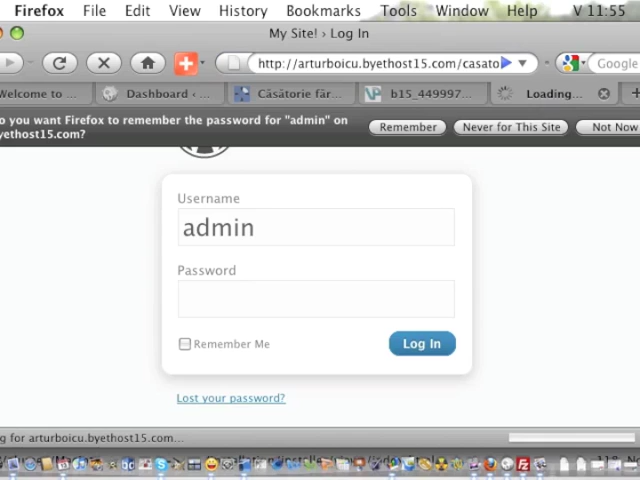 Firefox File Edit View History Bookmarks Tools Window Help V 11:55
My Site! › Log In
http://arturboicu.byethost15.com/casato Google
Welcome to ... Dashboard ‹ ... Căsătorie făr... b15_449997... Loading...
o you want Firefox to remember the password for "admin" on
yethost15.com?
Remember Never for This Site Not Now
Username
admin
Password
Remember Me Log In
Lost your password?
g for arturboicu.byethost15.com...